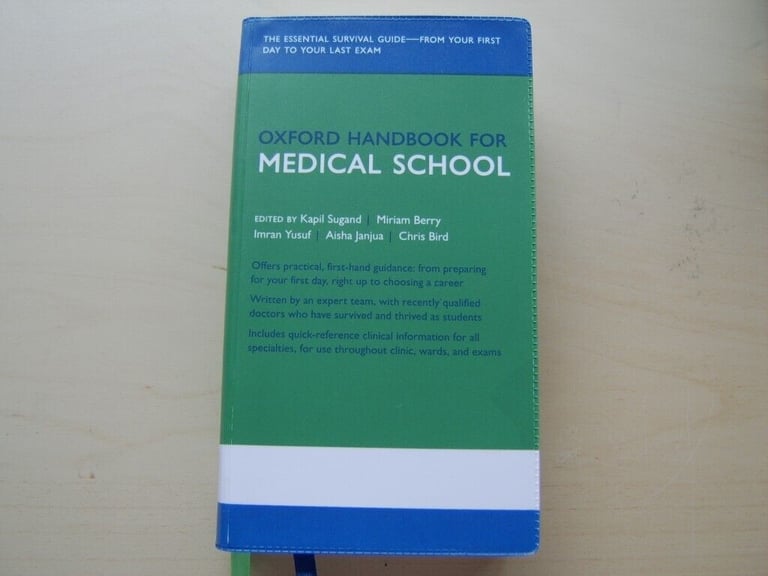 THE ESSENTIAL SURVIVAL GUIDE—FROM YOUR FIRST
DAY TO YOUR LAST EXAM
OXFORD HANDBOOK FOR
MEDICAL SCHOOL
EDITED BY Kapil Sugand | Miriam Berry
Imran Yusuf | Aisha Janjua | Chris Bird
Offers practical, first-hand guidance: from preparing
for your first day, right up to choosing a career
Written by an expert team, with recently qualified
doctors who have survived and thrived as students
Includes quick-reference clinical information for all
specialties, for use throughout clinic, wards, and exams